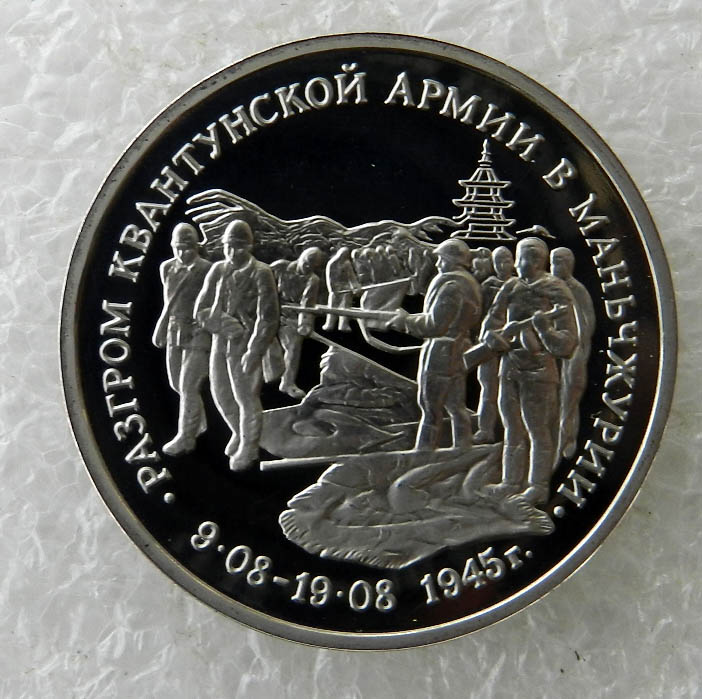 · РАЗГРОМ КВАНТУНСКОЙ АРМИИ В МАНЬЧЖУРИИ ·
9·08-19·08 1945г.